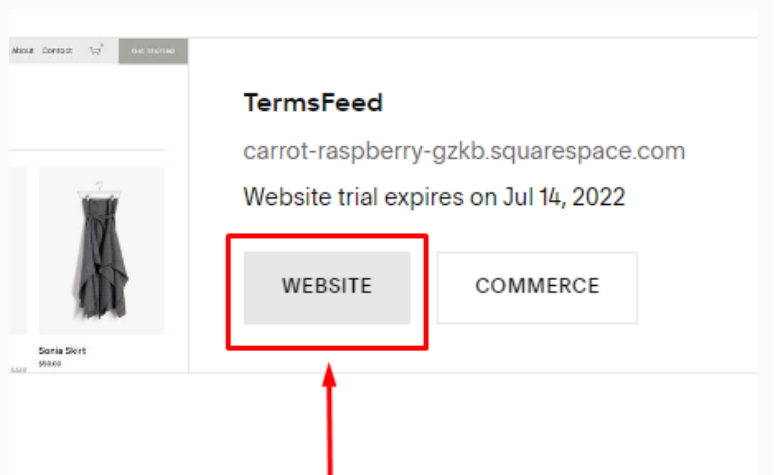 About Contact
Get Started
TermsFeed
carrot-raspberry-gzkb.squarespace.com
Website trial expires on Jul 14, 2022
WEBSITE
COMMERCE
Sonia Skirt
$50.00